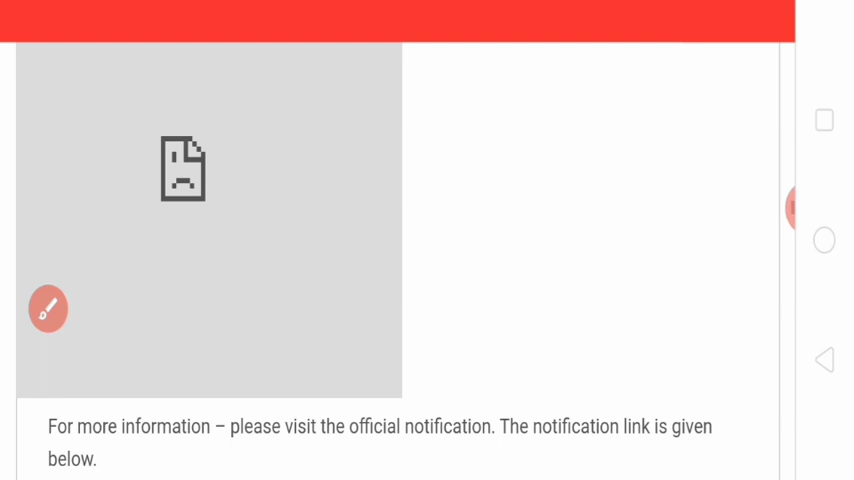 For more information – please visit the official notification. The notification link is given
below.